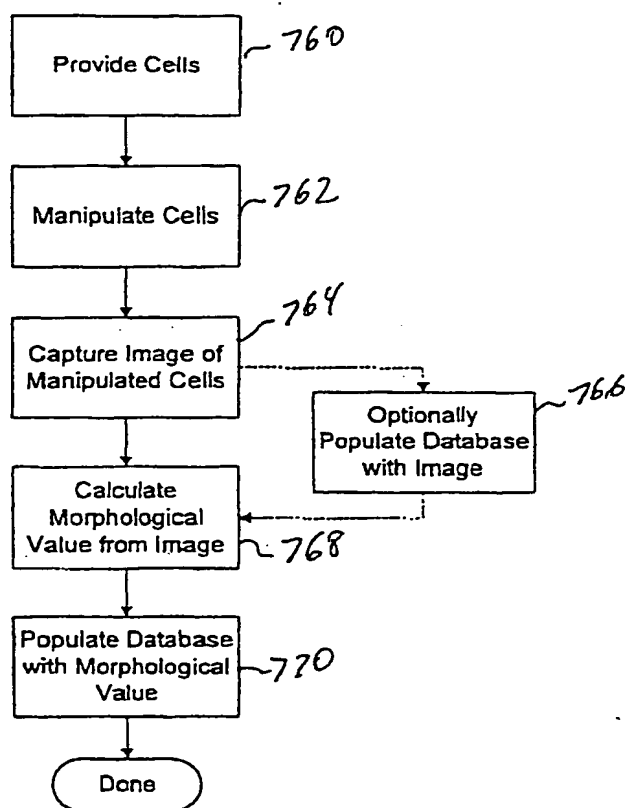 Provide Cells
760
Manipulate Cells
762
764
Capture Image of
Manipulated Cells
766
Optionally
Populate Database
with Image
Calculate
Morphological
Value from Image
768
Populate Database
with Morphological
Value
770
Done